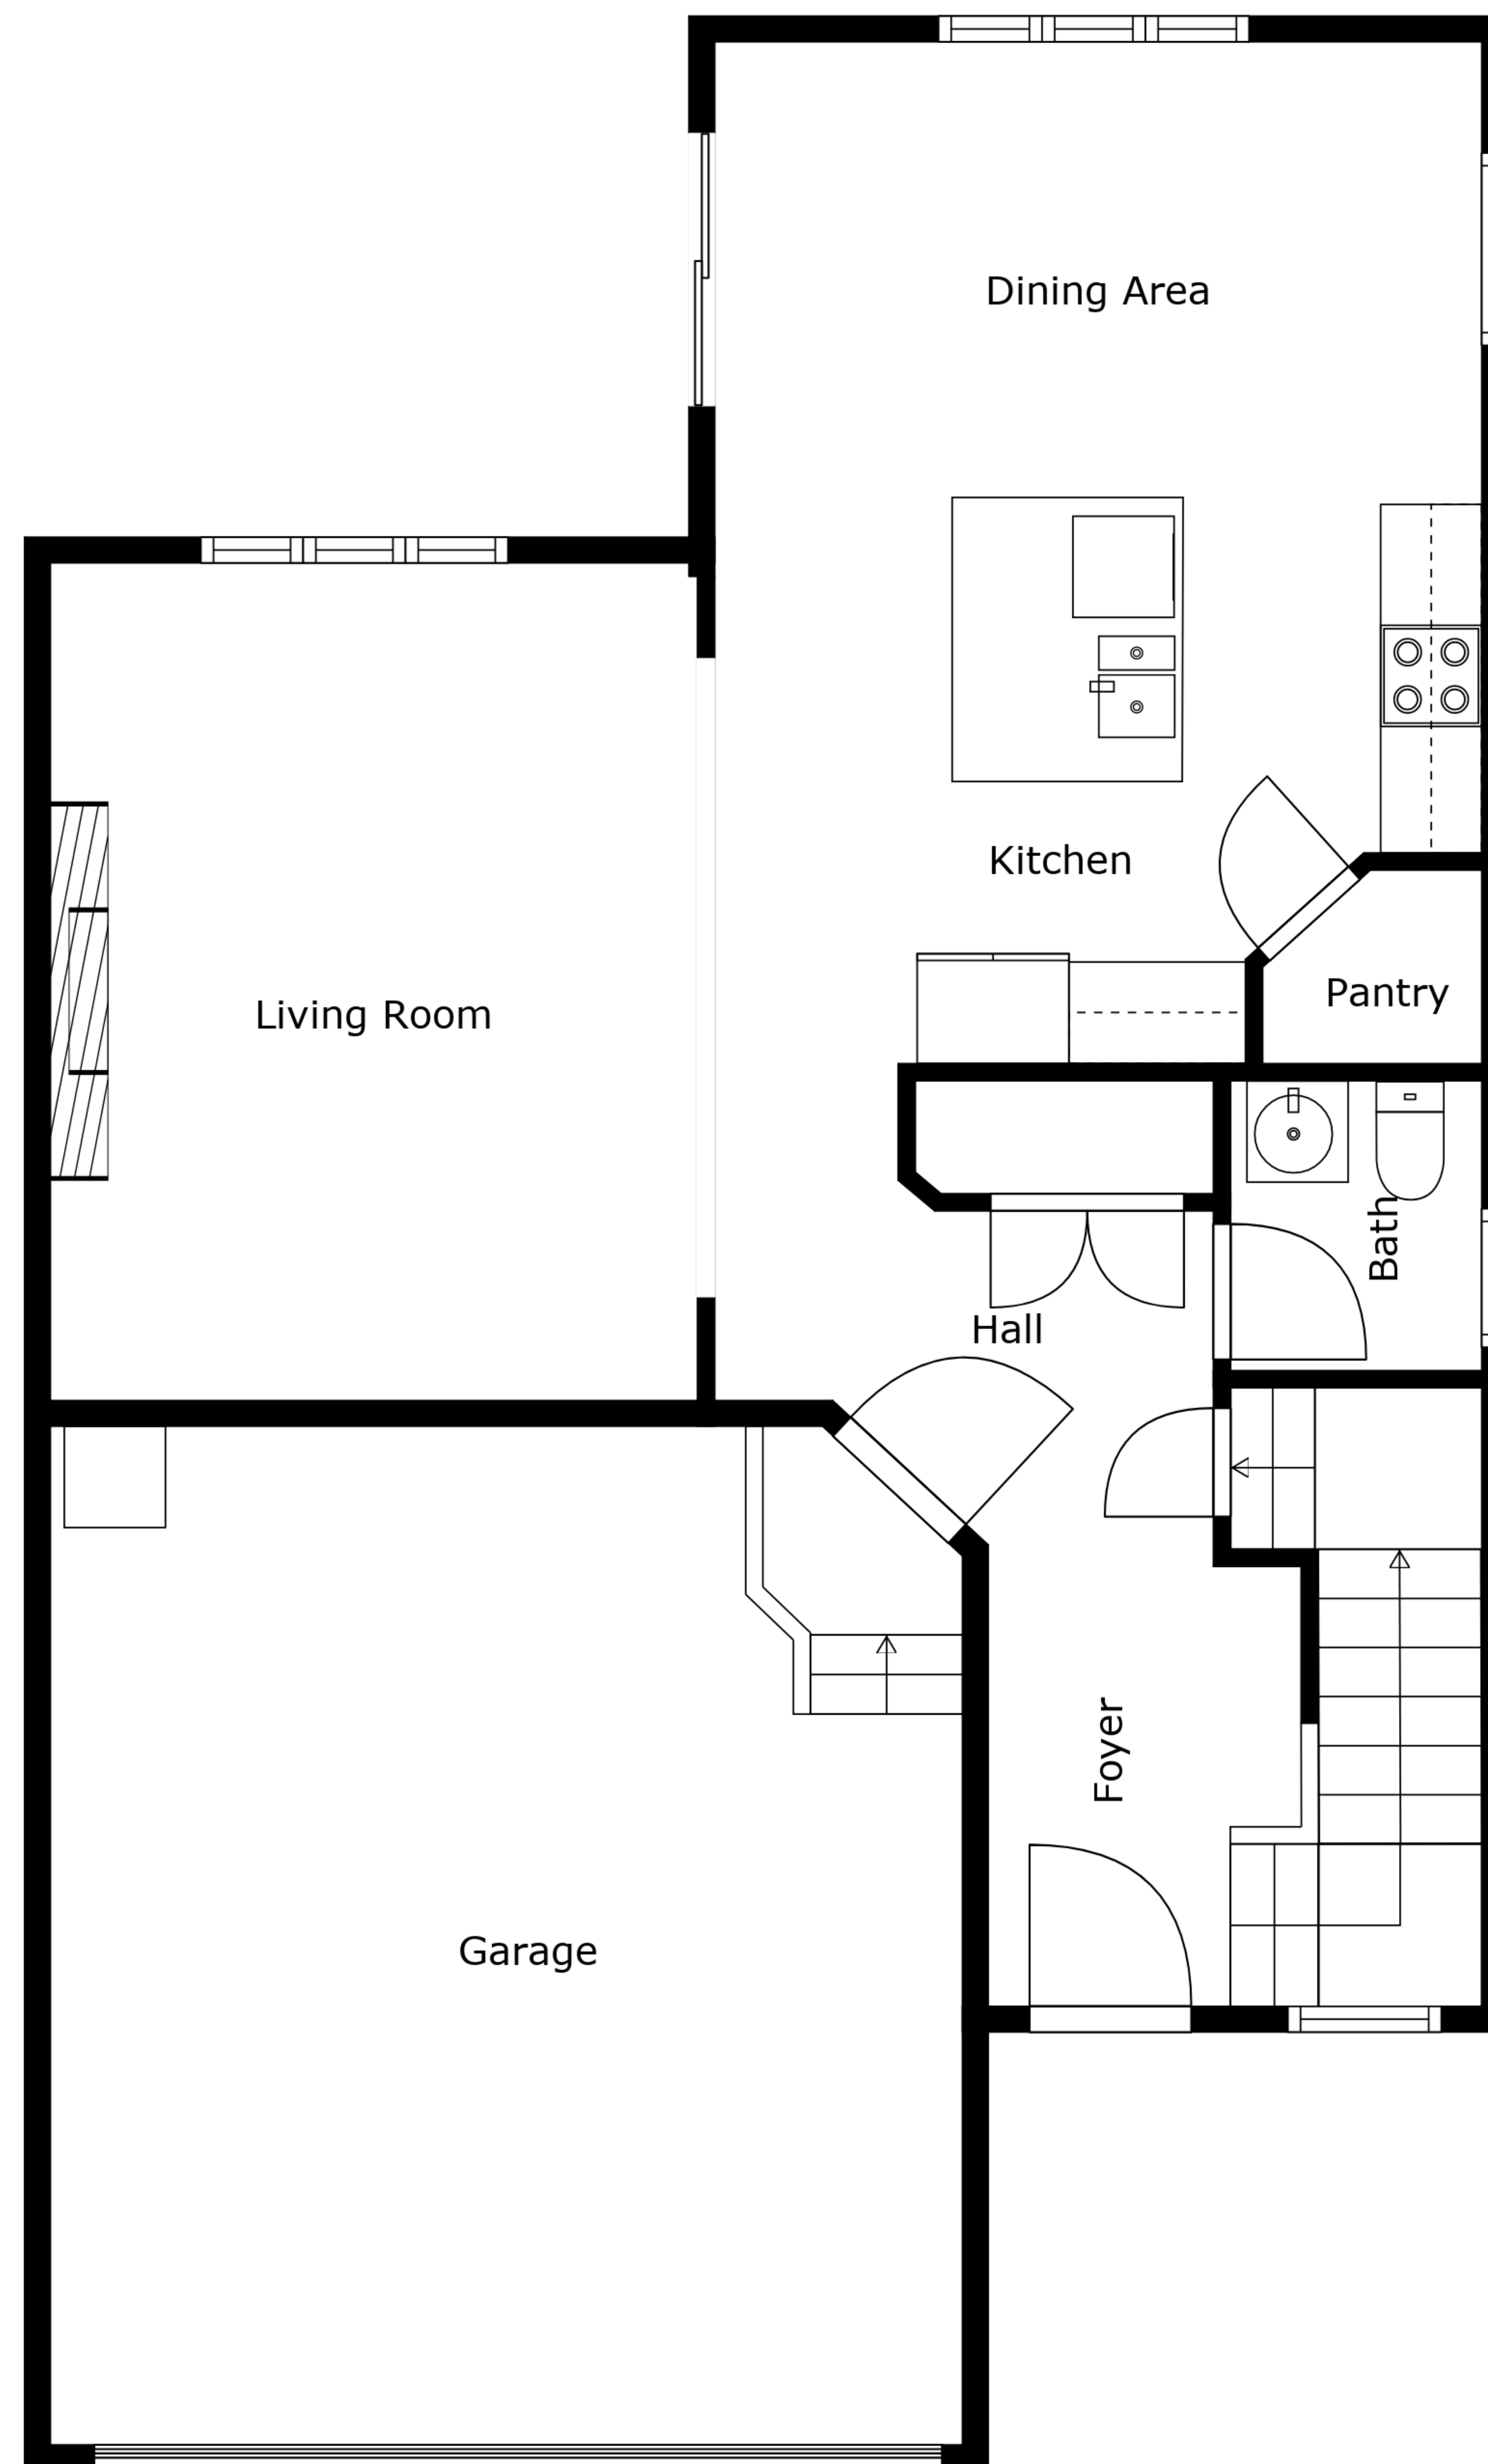 Dining Area
Kitchen
Pantry
Living Room
Bath
Hall
Foyer
Garage